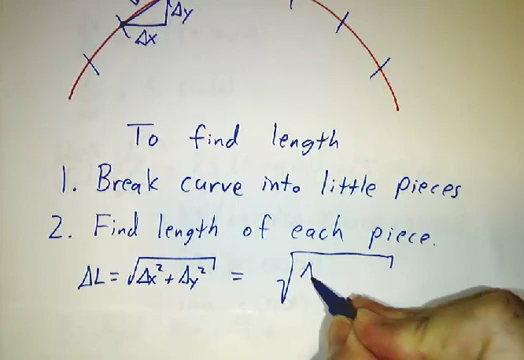 Δy
Δx
To find length
1. Break curve into little pieces
2. Find length of each piece.
ΔL = √Δx² + Δy² = √Δ